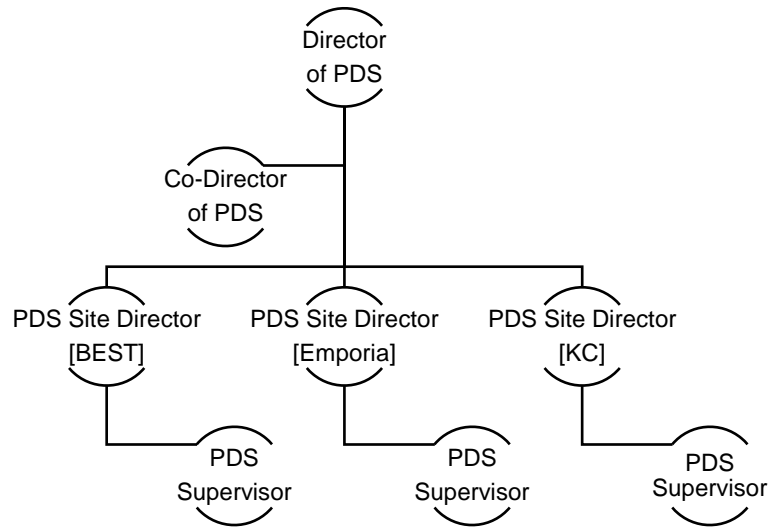 Director
of PDS
Co-Director
of PDS
PDS Site Director
[BEST]
PDS Site Director
[Emporia]
PDS Site Director
[KC]
PDS
Supervisor
PDS
Supervisor
PDS
Supervisor